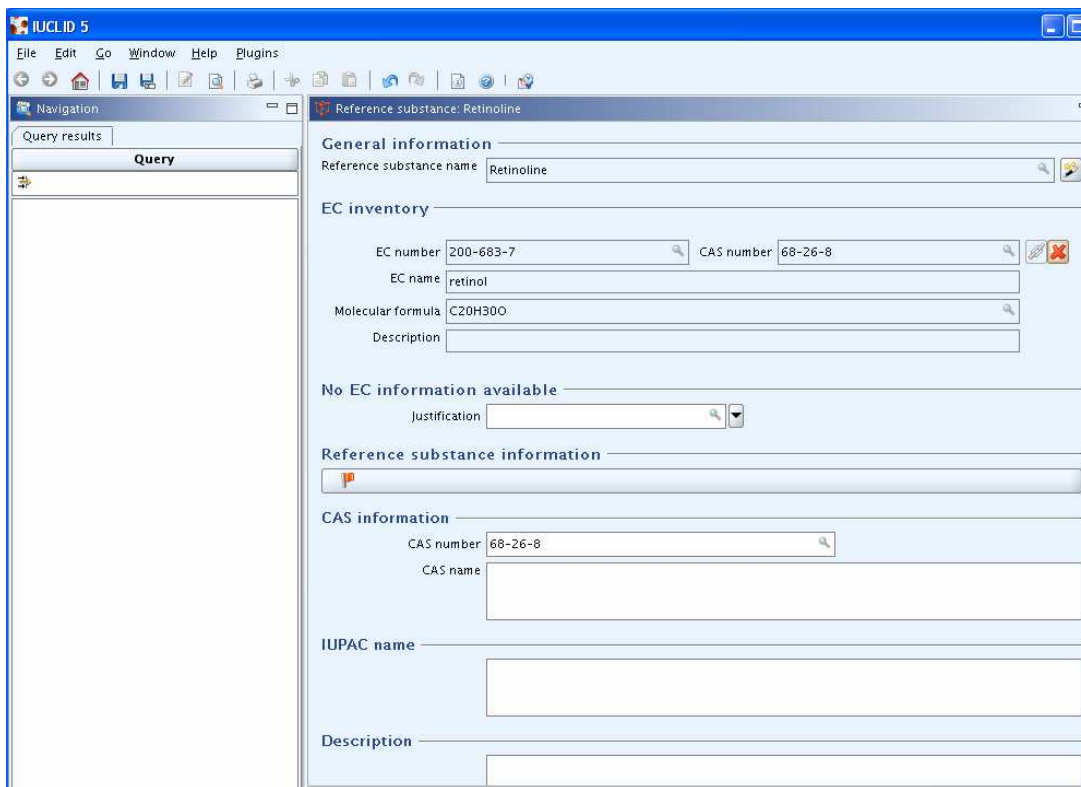 IUCLID 5
File Edit Go Window Help Plugins
Navigation
Query results
Query
Reference substance: Retinoline
General information
Reference substance name Retinoline
EC inventory
EC number 200-683-7 CAS number 68-26-8
EC name retinol
Molecular formula C20H30O
Description
No EC information available
Justification
Reference substance information
CAS information
CAS number 68-26-8
CAS name
IUPAC name
Description